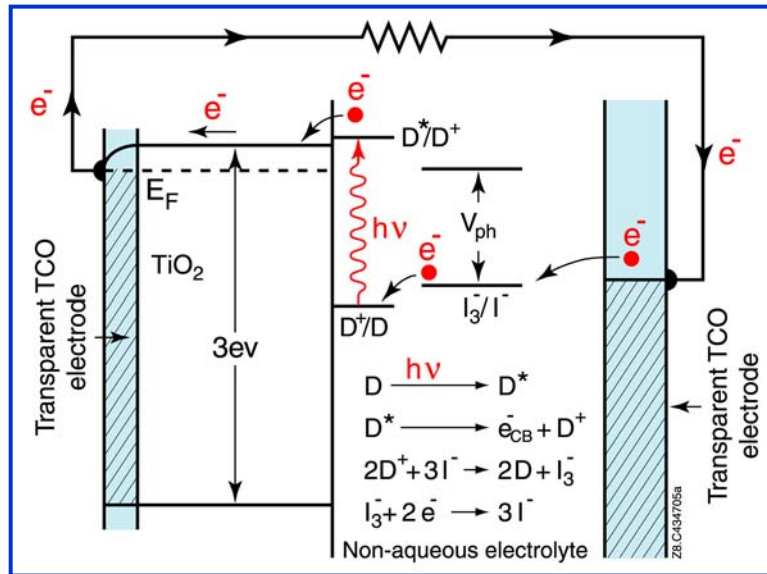 e-
e-
e-
E_F
TiO₂
3ev
Transparent TCO
electrode
D*/D⁺
hν
e-
D⁺/D
V_ph
I₃⁻/I⁻
e-
e-
Transparent TCO
electrode
D hν → D*
D* → e⁻_CB + D⁺
2D⁺ + 3I⁻ → 2D + I₃⁻
I₃⁻ + 2e⁻ → 3I⁻
Non-aqueous electrolyte
Z8.C434705a